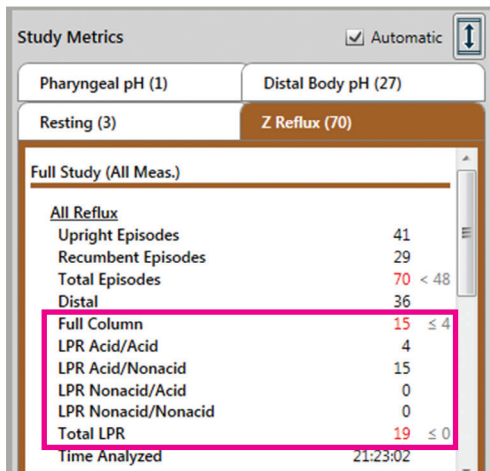 Study Metrics
Automatic
Pharyngeal pH (1)
Distal Body pH (27)
Resting (3)
Z Reflux (70)
Full Study (All Meas.)
All Reflux
Upright Episodes 41
Recumbent Episodes 29
Total Episodes 70 < 48
Distal 36
Full Column 15 ≤ 4
LPR Acid/Acid 4
LPR Acid/Nonacid 15
LPR Nonacid/Acid 0
LPR Nonacid/Nonacid 0
Total LPR 19 ≤ 0
Time Analyzed 21:23:02